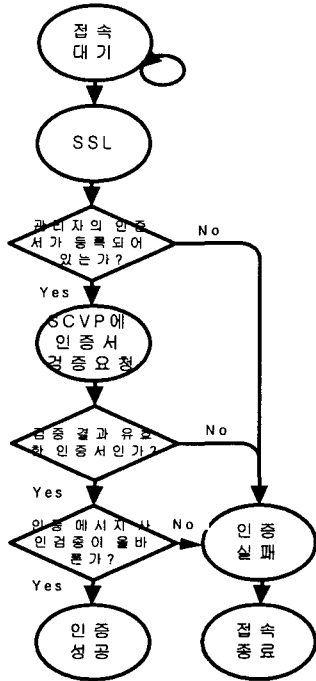 접속
대기
SSL
관리자의 인증
서가 등록되어
있는가?
No
Yes
SCVP에
인증서
검증요청
검증 결과 유효
한 인증서인가?
No
Yes
인증 메시지 사
인검증이 올바
른가?
No
인증
실패
Yes
인증
성공
접속
종료